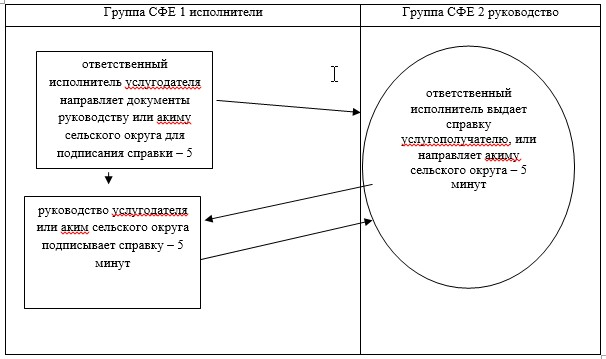 Группа СФЕ 1 исполнители
Группа СФЕ 2 руководство
ответственный
исполнитель услугодателя
направляет документы
руководству или акиму
сельского округа для
подписания справки – 5
руководство услугодателя
или аким сельского округа
подписывает справку – 5
минут
ответственный
исполнитель выдает
справку
услугополучателю, или
направляет акиму
сельского округа – 5
минут